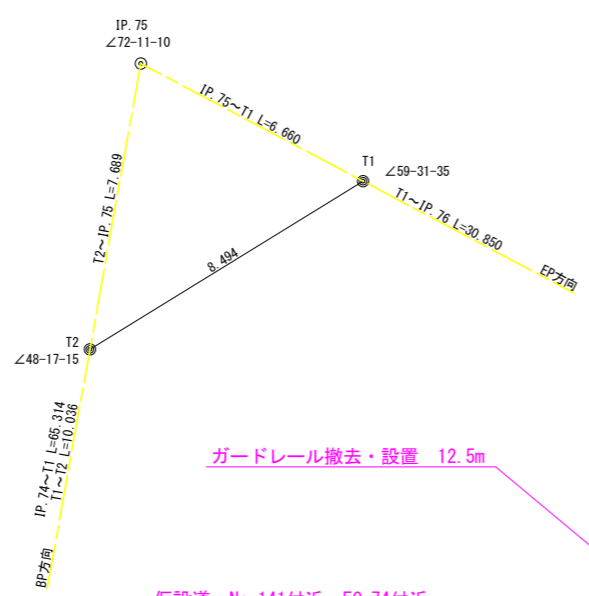 IP.75
∠72-11-10
IP.75～T1 L=6.660
T1
∠59-31-35
T1～IP.76 L=30.850
EP方向
T2～IP.75 L=7.689
8.494
T2
∠48-17-15
IP.74～T1 L=65.314
T1～T2 L=10.036
BP方向
ガードレール撤去・設置　12.5m